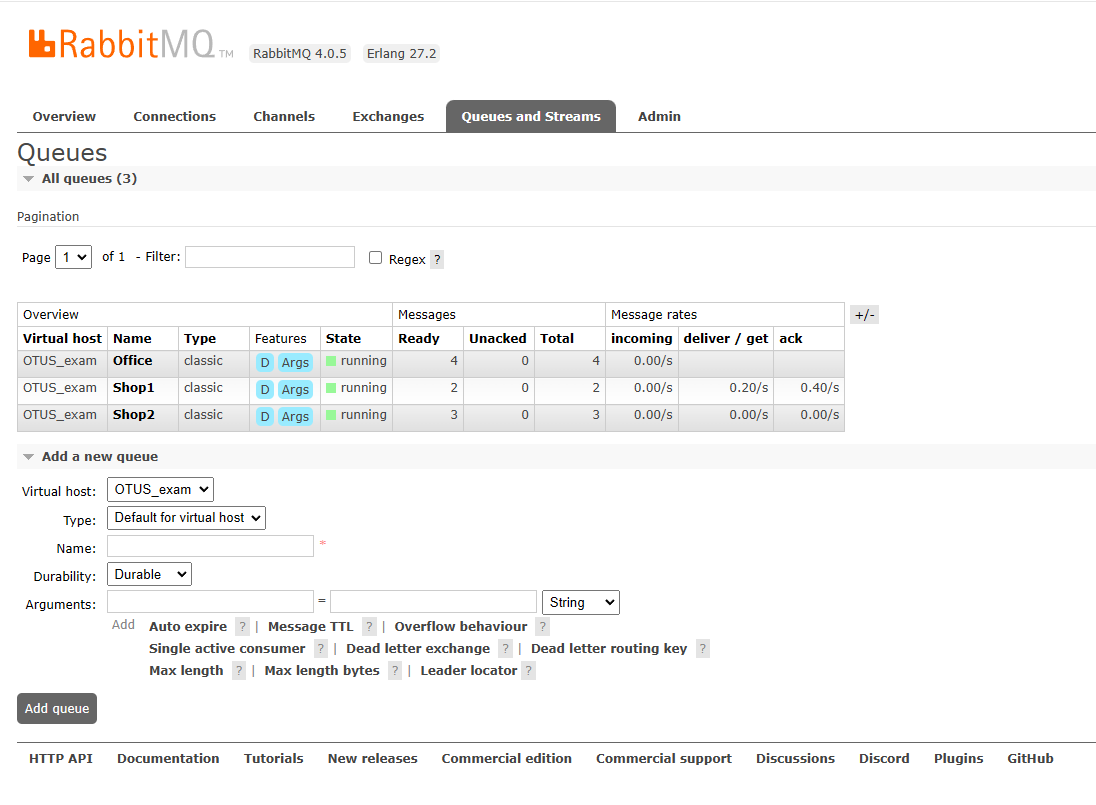 RabbitMQ TM RabbitMQ 4.0.5 Erlang 27.2
Overview Connections Channels Exchanges Queues and Streams Admin
Queues
All queues (3)
Pagination
Page 1 of 1 - Filter: Regex ?
Overview Messages Message rates +/-
Virtual host Name Type Features State Ready Unacked Total incoming deliver / get ack
OTUS_exam Office classic D Args running 4 0 4 0.00/s
OTUS_exam Shop1 classic D Args running 2 0 2 0.00/s 0.20/s 0.40/s
OTUS_exam Shop2 classic D Args running 3 0 3 0.00/s 0.00/s 0.00/s
Add a new queue
Virtual host: OTUS_exam
Type: Default for virtual host
Name: *
Durability: Durable
Arguments: = String
Add Auto expire ? | Message TTL ? | Overflow behaviour ?
Single active consumer ? | Dead letter exchange ? | Dead letter routing key ?
Max length ? | Max length bytes ? | Leader locator ?
Add queue
HTTP API Documentation Tutorials New releases Commercial edition Commercial support Discussions Discord Plugins GitHub